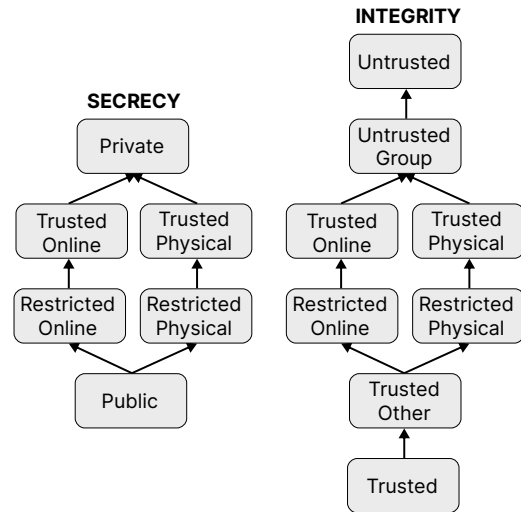 SECRECY
Private
Trusted
Online
Trusted
Physical
Restricted
Online
Restricted
Physical
Public
INTEGRITY
Untrusted
Untrusted
Group
Trusted
Online
Trusted
Physical
Restricted
Online
Restricted
Physical
Trusted
Other
Trusted